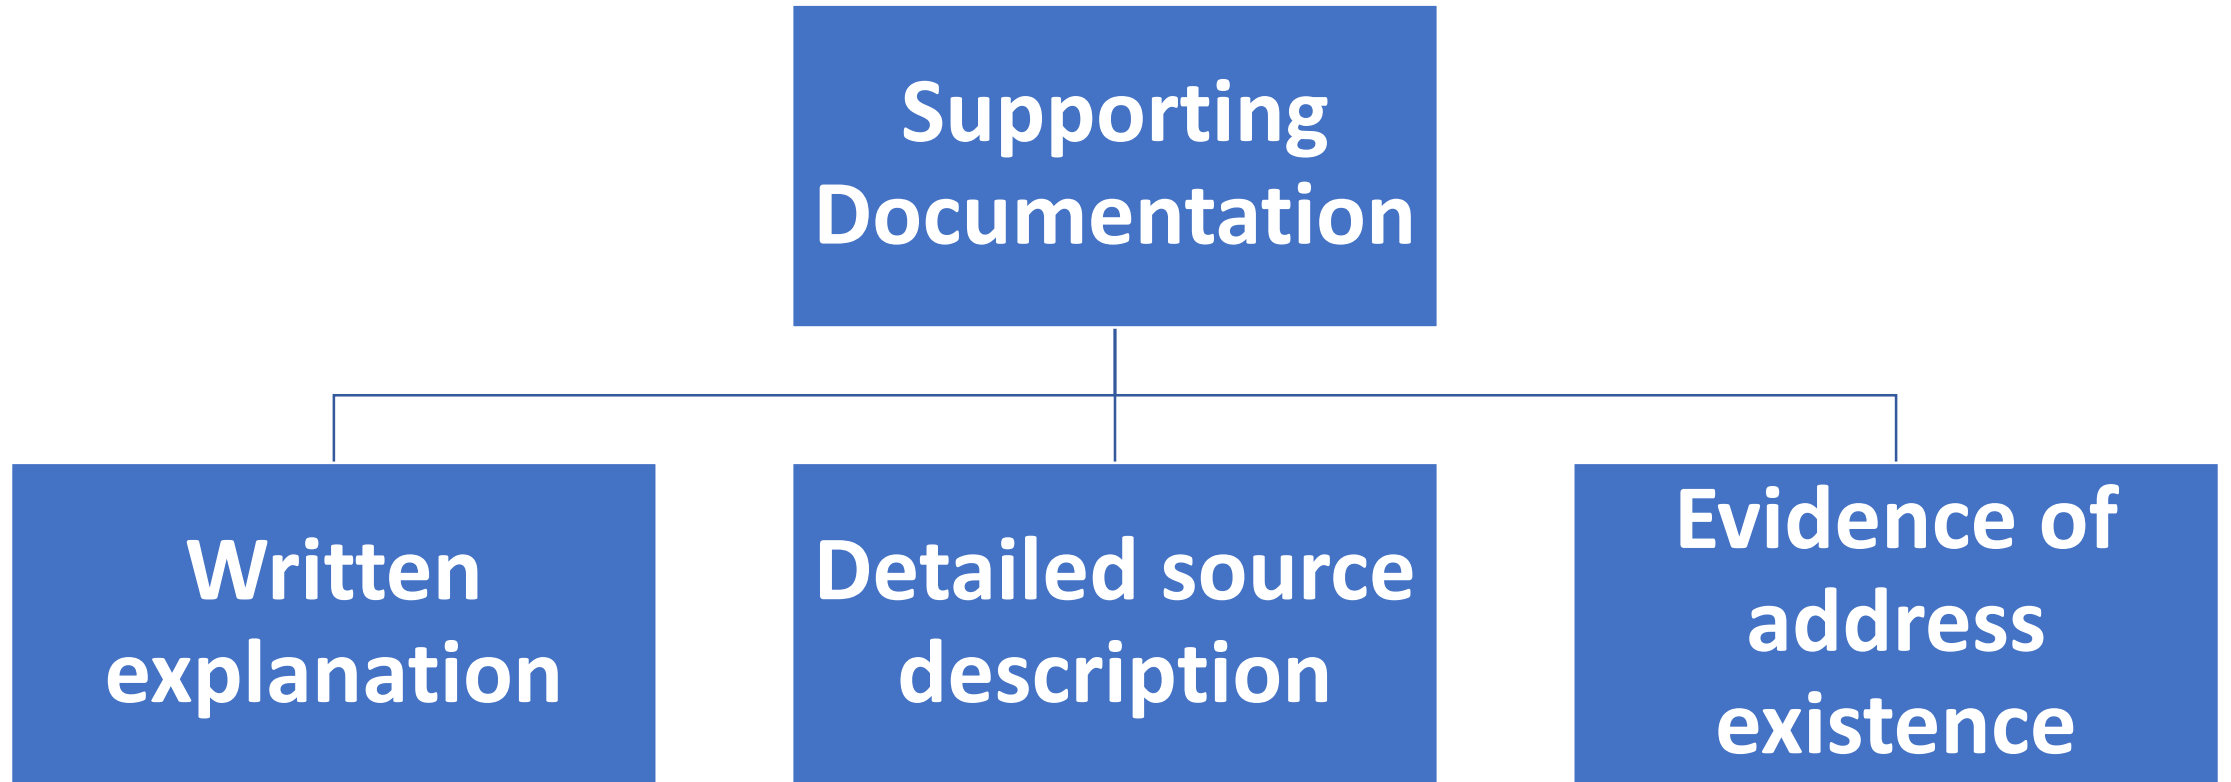 Supporting
Documentation
Written
explanation
Detailed source
description
Evidence of
address
existence